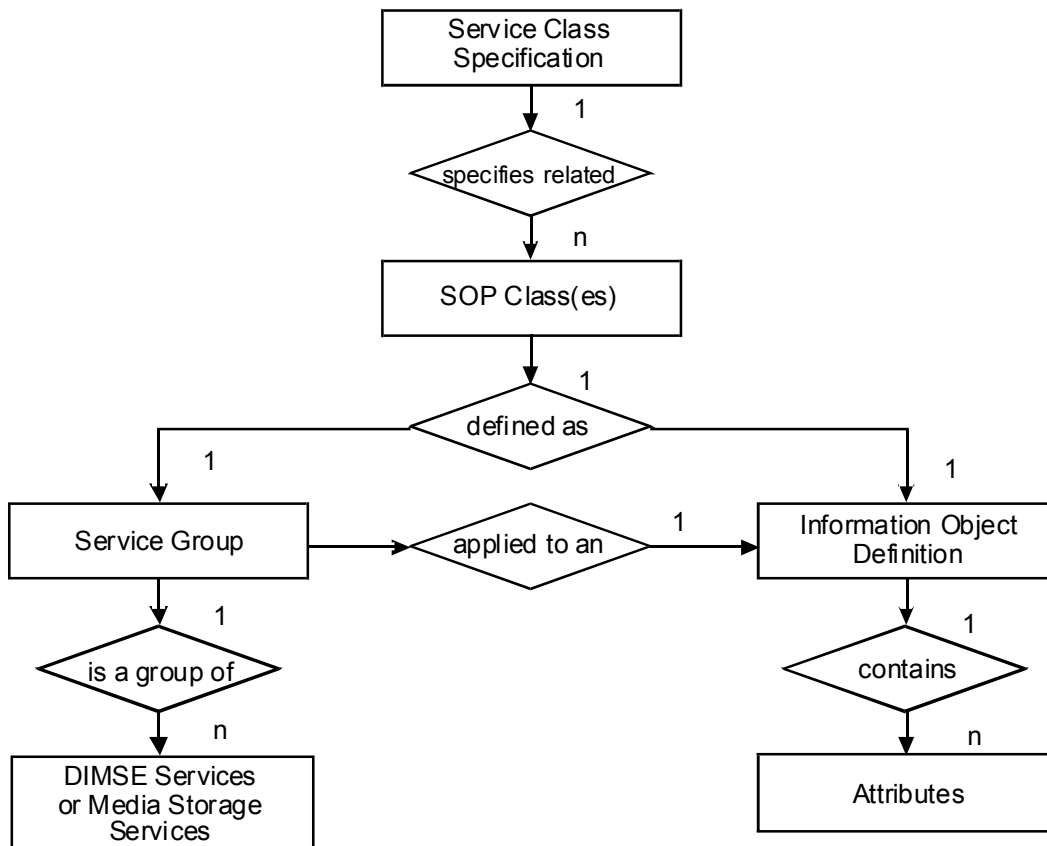 Service Class
Specification
1
specifies related
n
SOP Class(es)
1
defined as
1
1
Service Group
applied to an
1
Information Object
Definition
1
1
is a group of
contains
n
n
DIMSE Services
or Media Storage
Services
Attributes